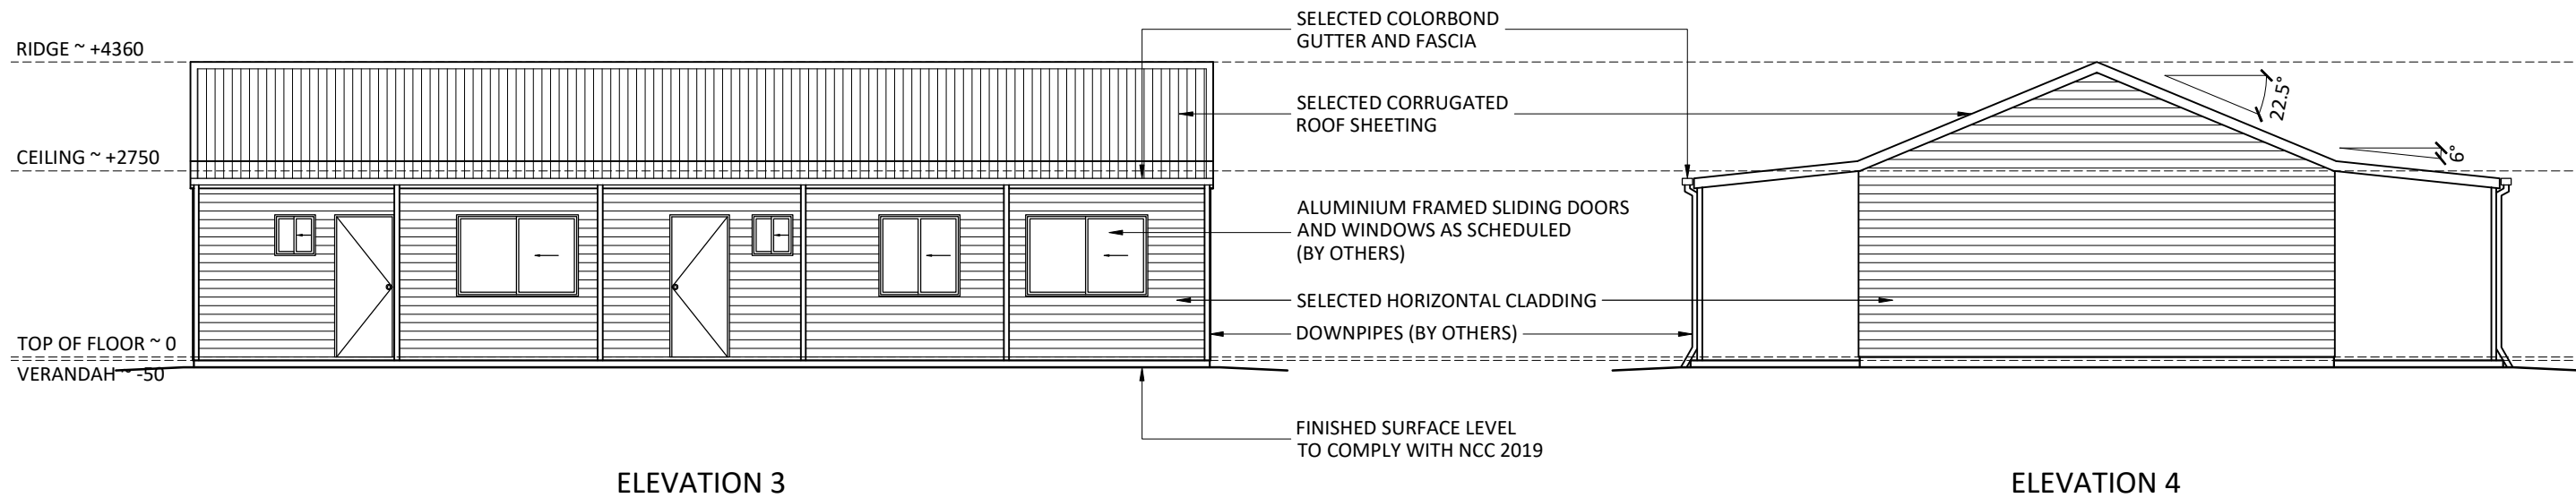 SELECTED COLORBOND
GUTTER AND FASCIA
RIDGE ~ +4360
22.5°
SELECTED CORRUGATED
ROOF SHEETING
CEILING ~ +2750
6°
ALUMINIUM FRAMED SLIDING DOORS
AND WINDOWS AS SCHEDULED
(BY OTHERS)
SELECTED HORIZONTAL CLADDING
DOWNPIPES (BY OTHERS)
TOP OF FLOOR ~ 0
VERANDAH ~ -50
FINISHED SURFACE LEVEL
TO COMPLY WITH NCC 2019
ELEVATION 3
ELEVATION 4